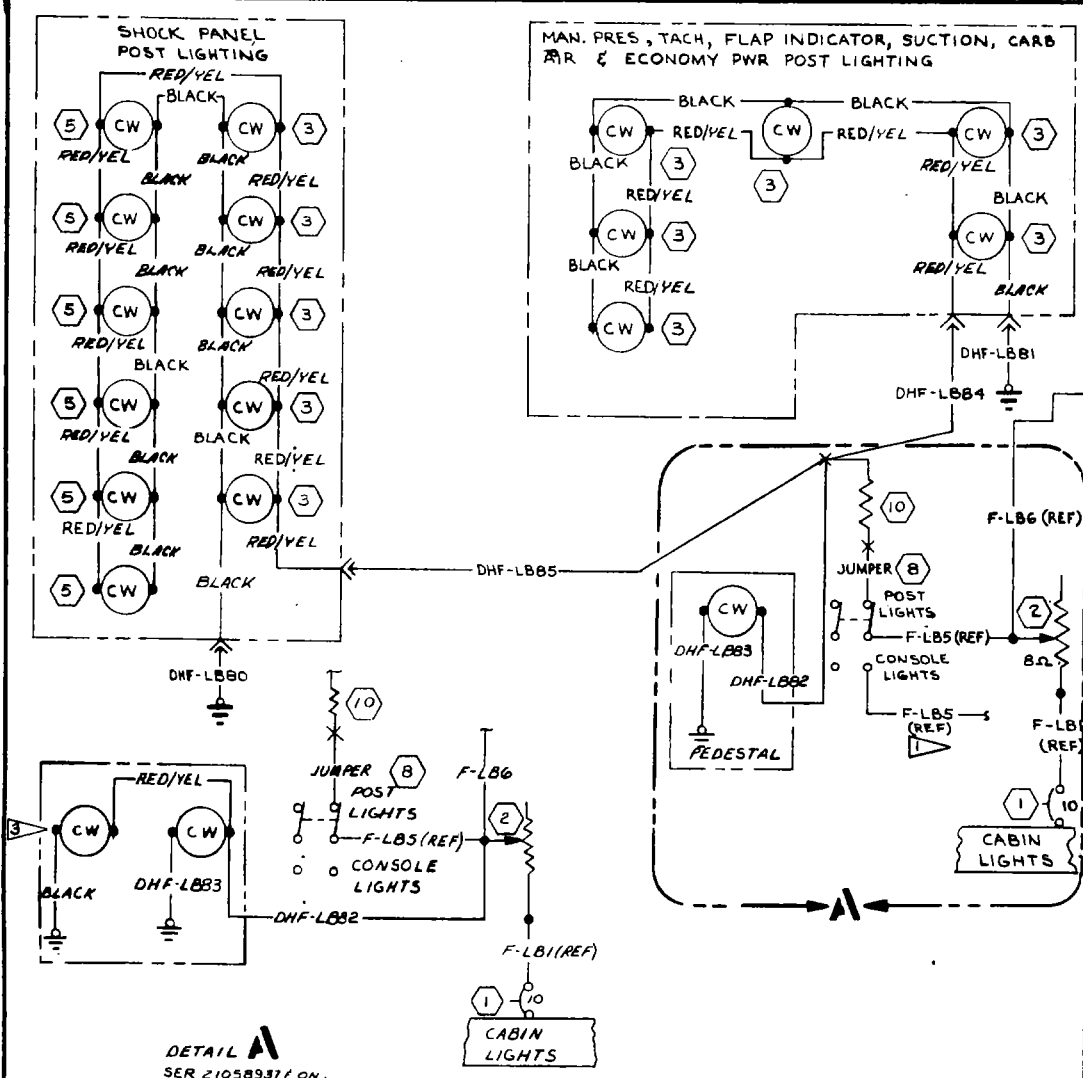 SHOCK PANEL
POST LIGHTING
RED/YEL
BLACK
5
CW
CW
3
RED/YEL
BLACK
BLACK
RED/YEL
5
CW
CW
3
RED/YEL
BLACK
BLACK
RED/YEL
5
CW
CW
3
RED/YEL
BLACK
BLACK
RED/YEL
5
CW
CW
3
RED/YEL
BLACK
BLACK
RED/YEL
5
CW
CW
3
RED/YEL
BLACK
RED/YEL
5
CW
BLACK
DHF-LB80
DHF-LB85
MAN. PRES, TACH, FLAP INDICATOR, SUCTION, CARB
AIR & ECONOMY PWR POST LIGHTING
BLACK
BLACK
CW
RED/YEL
CW
RED/YEL
CW
3
BLACK
3
3
RED/YEL
RED/YEL
BLACK
CW
3
CW
3
BLACK
RED/YEL
RED/YEL
BLACK
CW
3
DHF-LB81
DHF-LB84
10
F-LB6 (REF)
JUMPER
8
POST
LIGHTS
2
CW
F-LB5(REF)
8Ω
DHF-LB83
DHF-LB82
CONSOLE
LIGHTS
F-LB5
(REF)
1
PEDESTAL
(REF)
1
10
CABIN
LIGHTS
A
10
JUMPER
8
F-LB6
POST
LIGHTS
2
F-LB5(REF)
CONSOLE
LIGHTS
RED/YEL
3
CW
CW
BLACK
DHF-LB83
DHF-LB82
F-LB1(REF)
1
10
CABIN
LIGHTS
DETAIL A